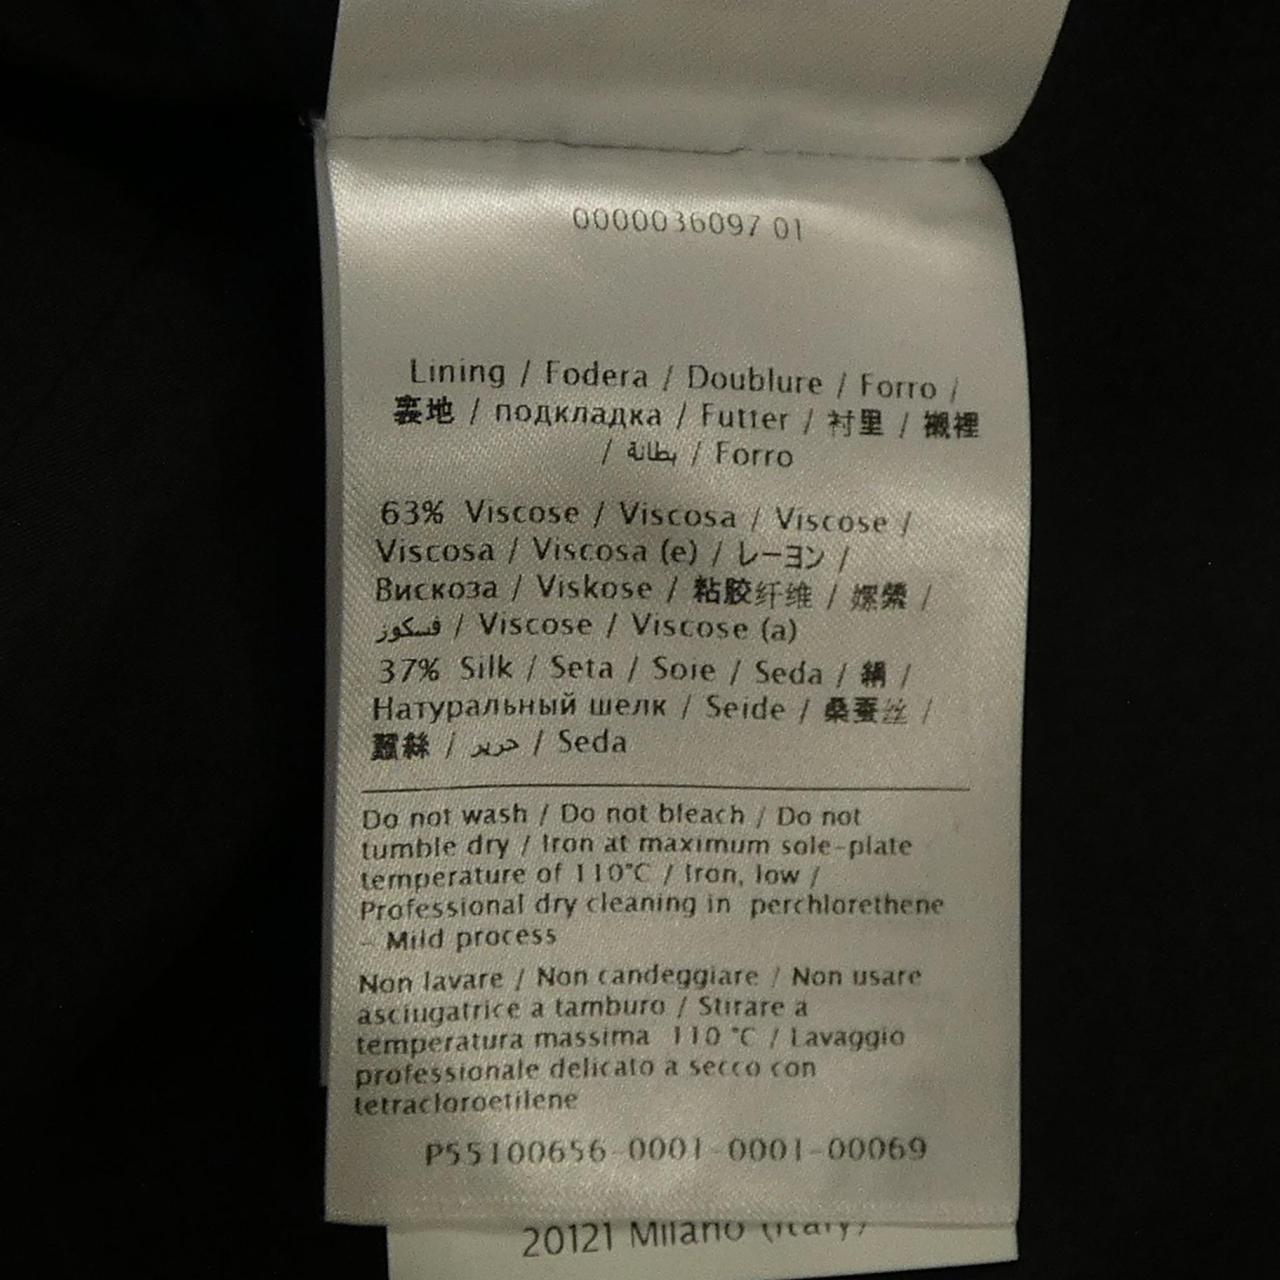 0000036097 01
Lining / Fodera / Doublure / Forro /
裏地 / подкладка / Futter / 衬里 / 襯裡
/ بطانة / Forro
63% Viscose / Viscosa / Viscose /
Viscosa / Viscosa (e) / レーヨン /
Вискоза / Viskose / 粘胶纤维 / 嫘縈 /
فسكوز / Viscose / Viscose (a)
37% Silk / Seta / Soie / Seda / 絹 /
Натуральный шелк / Seide / 桑蚕丝 /
蠶絲 / حرير / Seda
Do not wash / Do not bleach / Do not
tumble dry / Iron at maximum sole-plate
temperature of 110°C / Iron, low /
Professional dry cleaning in perchlorethene
- Mild process
Non lavare / Non candeggiare / Non usare
asciugatrice a tamburo / Stirare a
temperatura massima 110 °C / Lavaggio
professionale delicato a secco con
tetracloroetilene
P55100656-0001-0001-00069
20121 Milano (Italy)